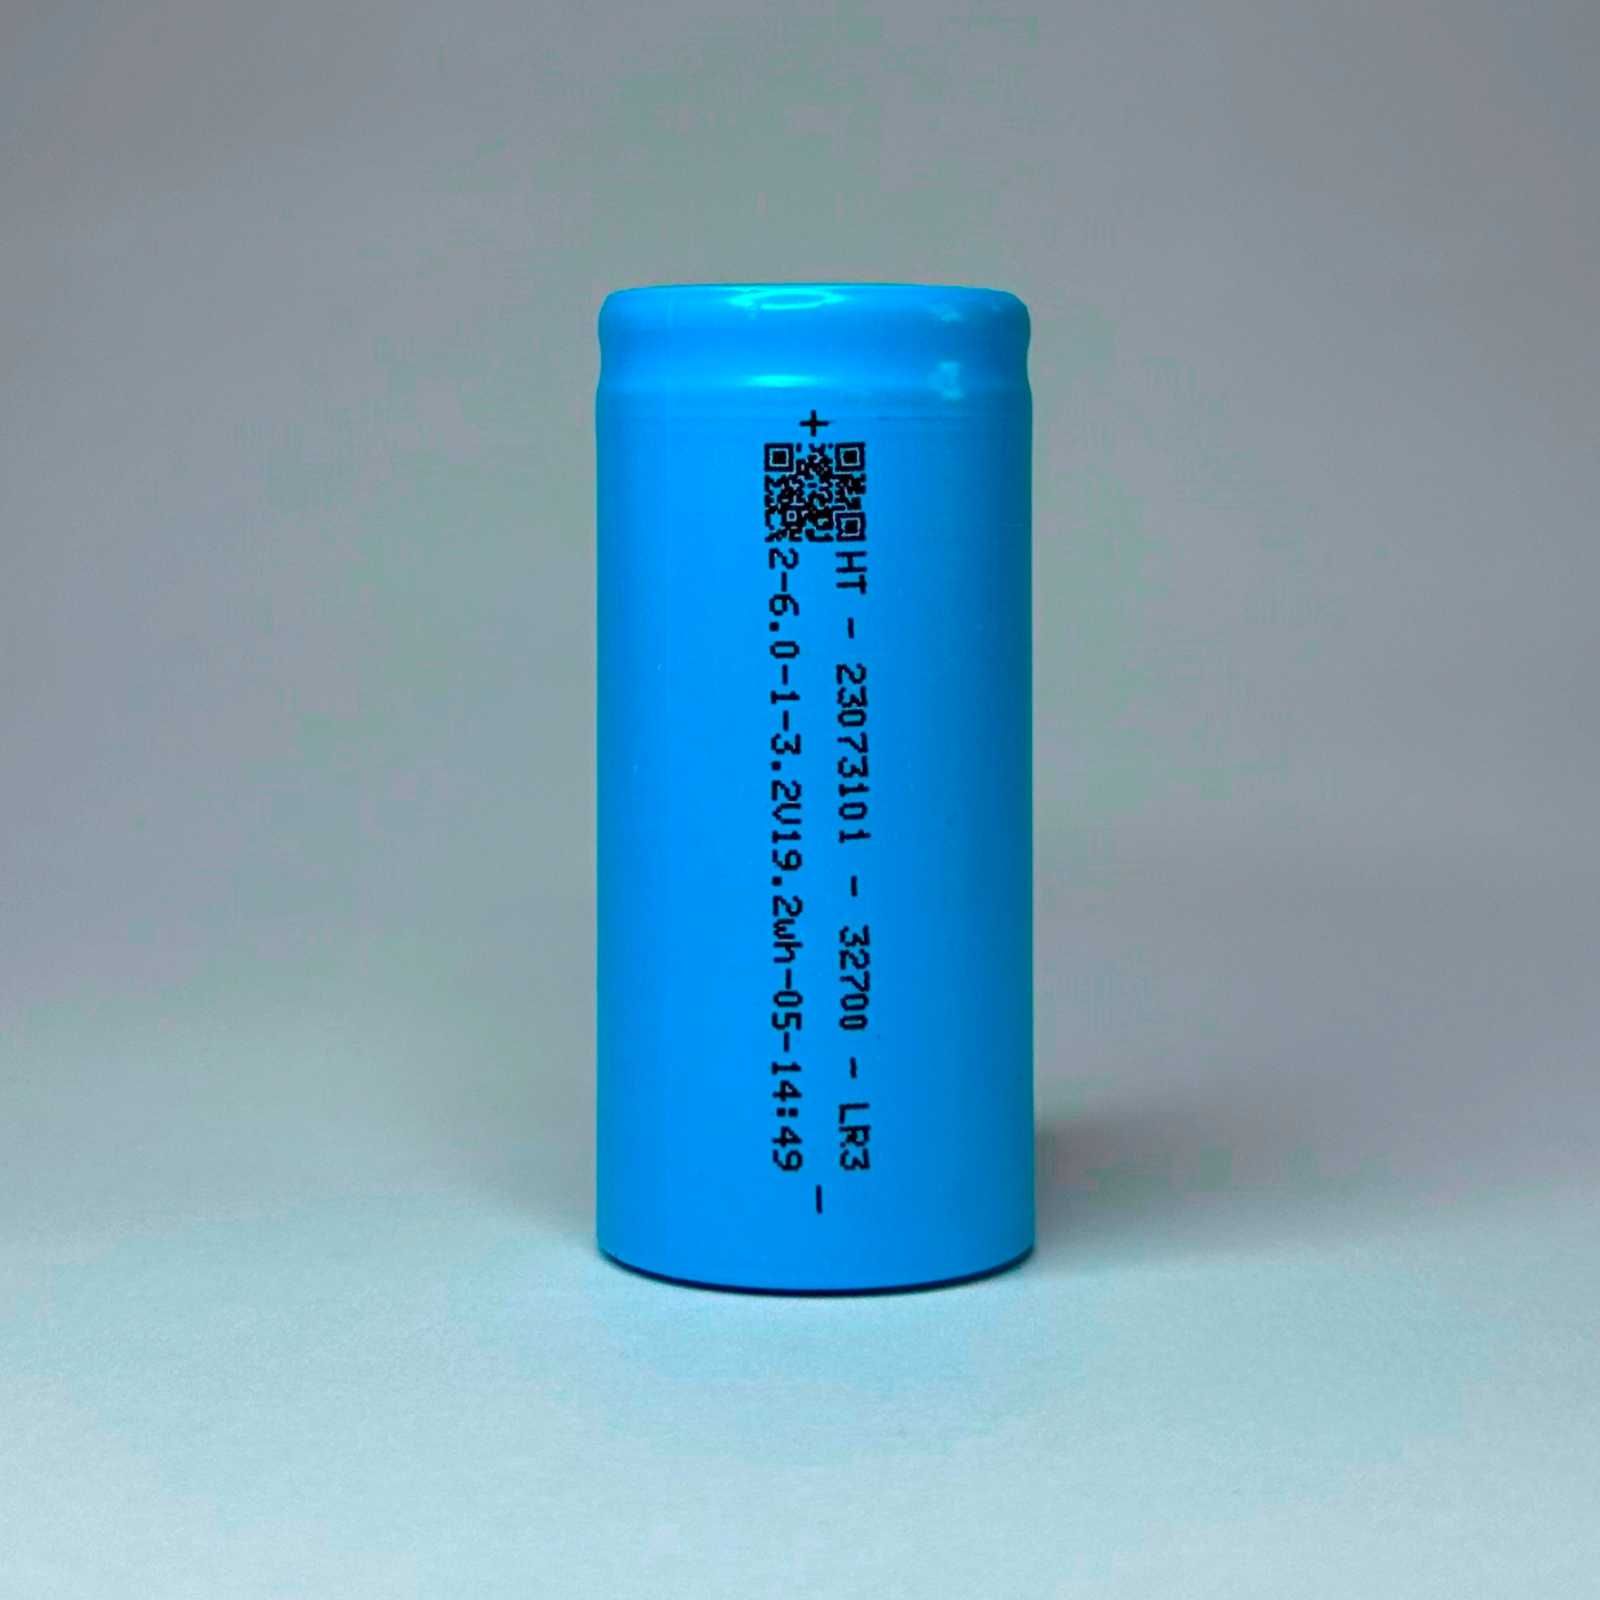 +
HT - 23073101 - 32700 - LR3
2-6.0-1-3.2V19.2wh-05-14:49
-